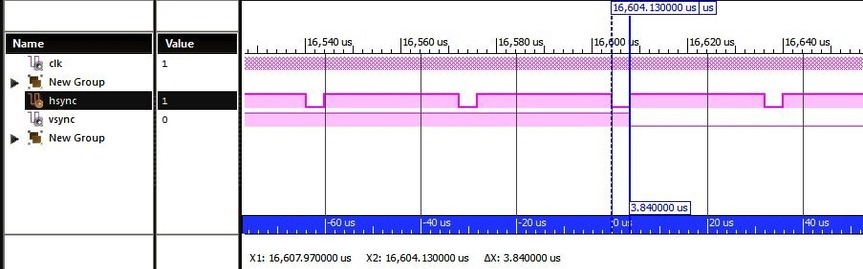 16,604.130000 us us
Name Value
16,540 us 16,560 us 16,580 us 16,600 us 16,620 us 16,640 us
clk 1
New Group
hsync 1
vsync 0
New Group
3.840000 us
-60 us -40 us -20 us 0 us 20 us 40 us
X1: 16,607.970000 us X2: 16,604.130000 us ΔX: 3.840000 us